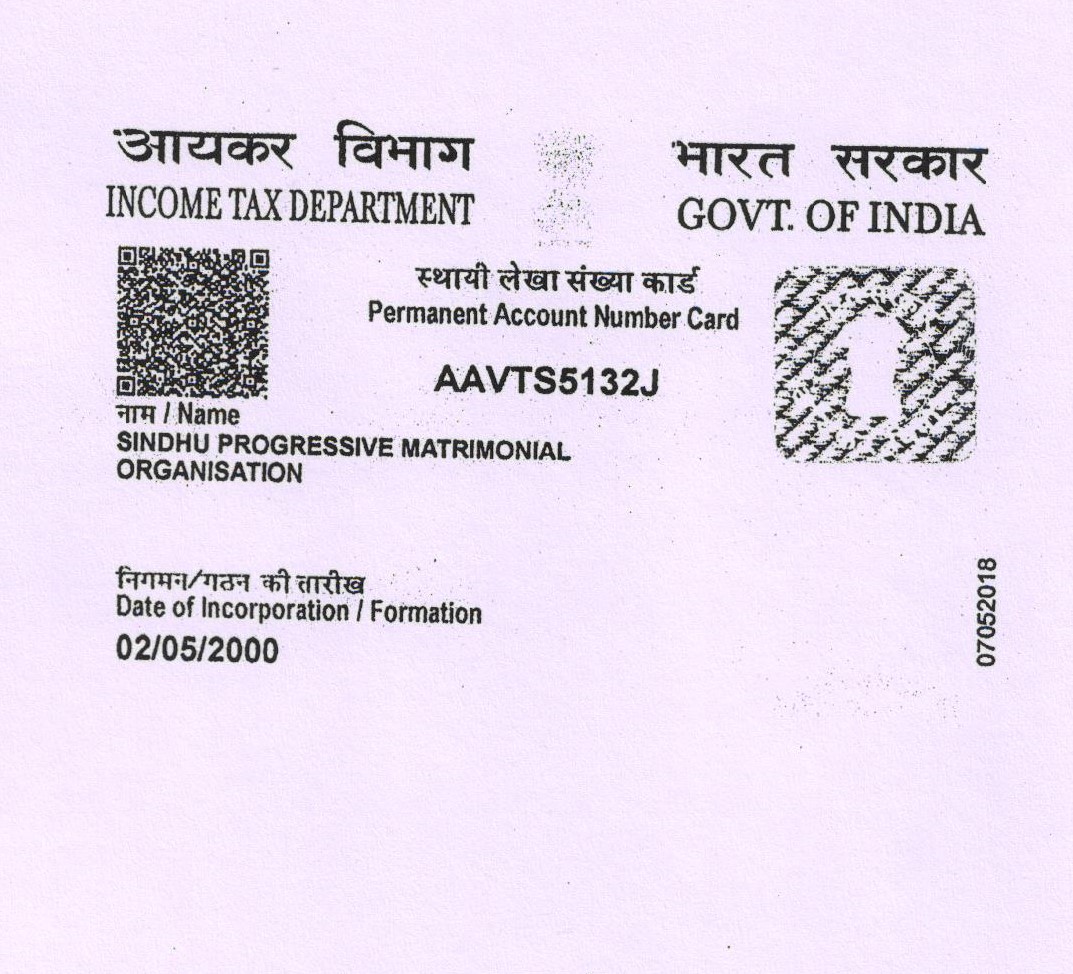 आयकर विभाग
INCOME TAX DEPARTMENT
भारत सरकार
GOVT. OF INDIA
स्थायी लेखा संख्या कार्ड
Permanent Account Number Card
AAVTS5132J
नाम / Name
SINDHU PROGRESSIVE MATRIMONIAL
ORGANISATION
निगमन/गठन की तारीख
Date of Incorporation / Formation
02/05/2000
07052018